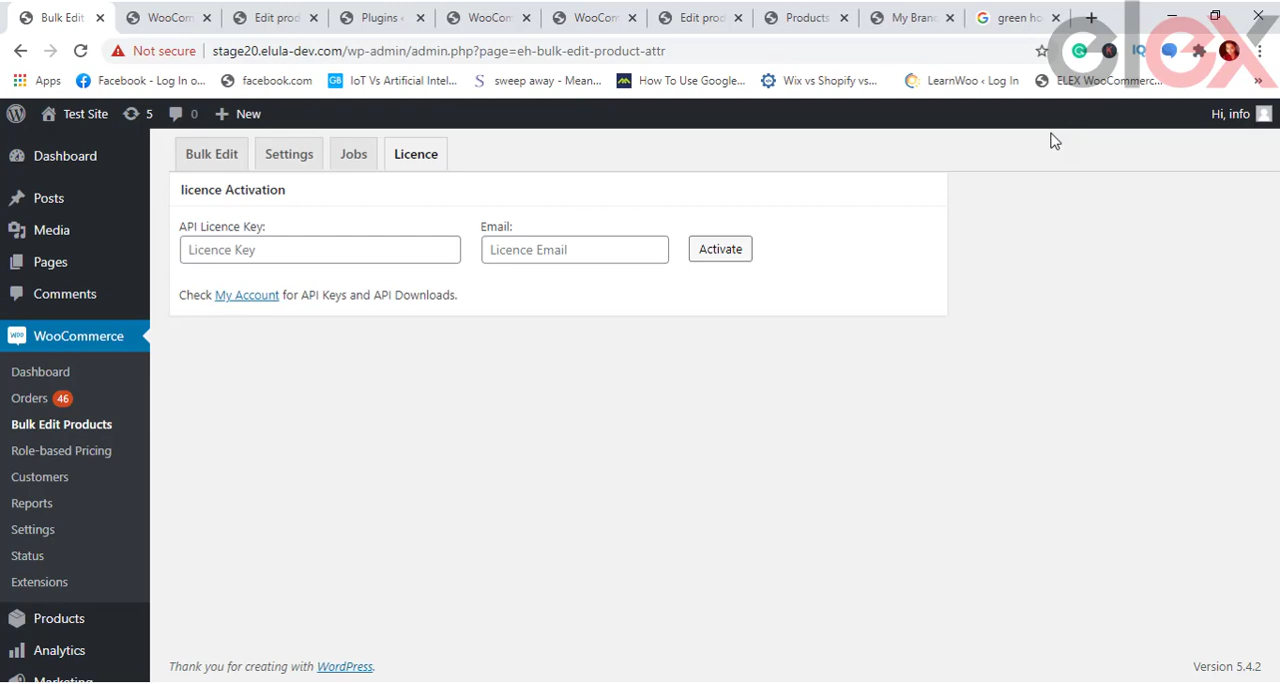 Bulk Edit
WooCom
Edit prod
Plugins
WooCom
WooCom
Edit prod
Products
My Bran
green ho
Not secure
stage20.elula-dev.com/wp-admin/admin.php?page=eh-bulk-edit-product-attr
elex
Apps
Facebook - Log In o...
facebook.com
IoT Vs Artificial Intel...
sweep away - Mean...
How To Use Google...
Wix vs Shopify vs...
LearnWoo ‹ Log In
ELEX WooCommerc...
»
Test Site
5
0
New
Hi, info
Dashboard
Posts
Media
Pages
Comments
WooCommerce
Dashboard
Orders 46
Bulk Edit Products
Role-based Pricing
Customers
Reports
Settings
Status
Extensions
Products
Analytics
Marketing
Bulk Edit
Settings
Jobs
Licence
licence Activation
API Licence Key:
Email:
Licence Key
Licence Email
Activate
Check My Account for API Keys and API Downloads.
Thank you for creating with WordPress.
Version 5.4.2